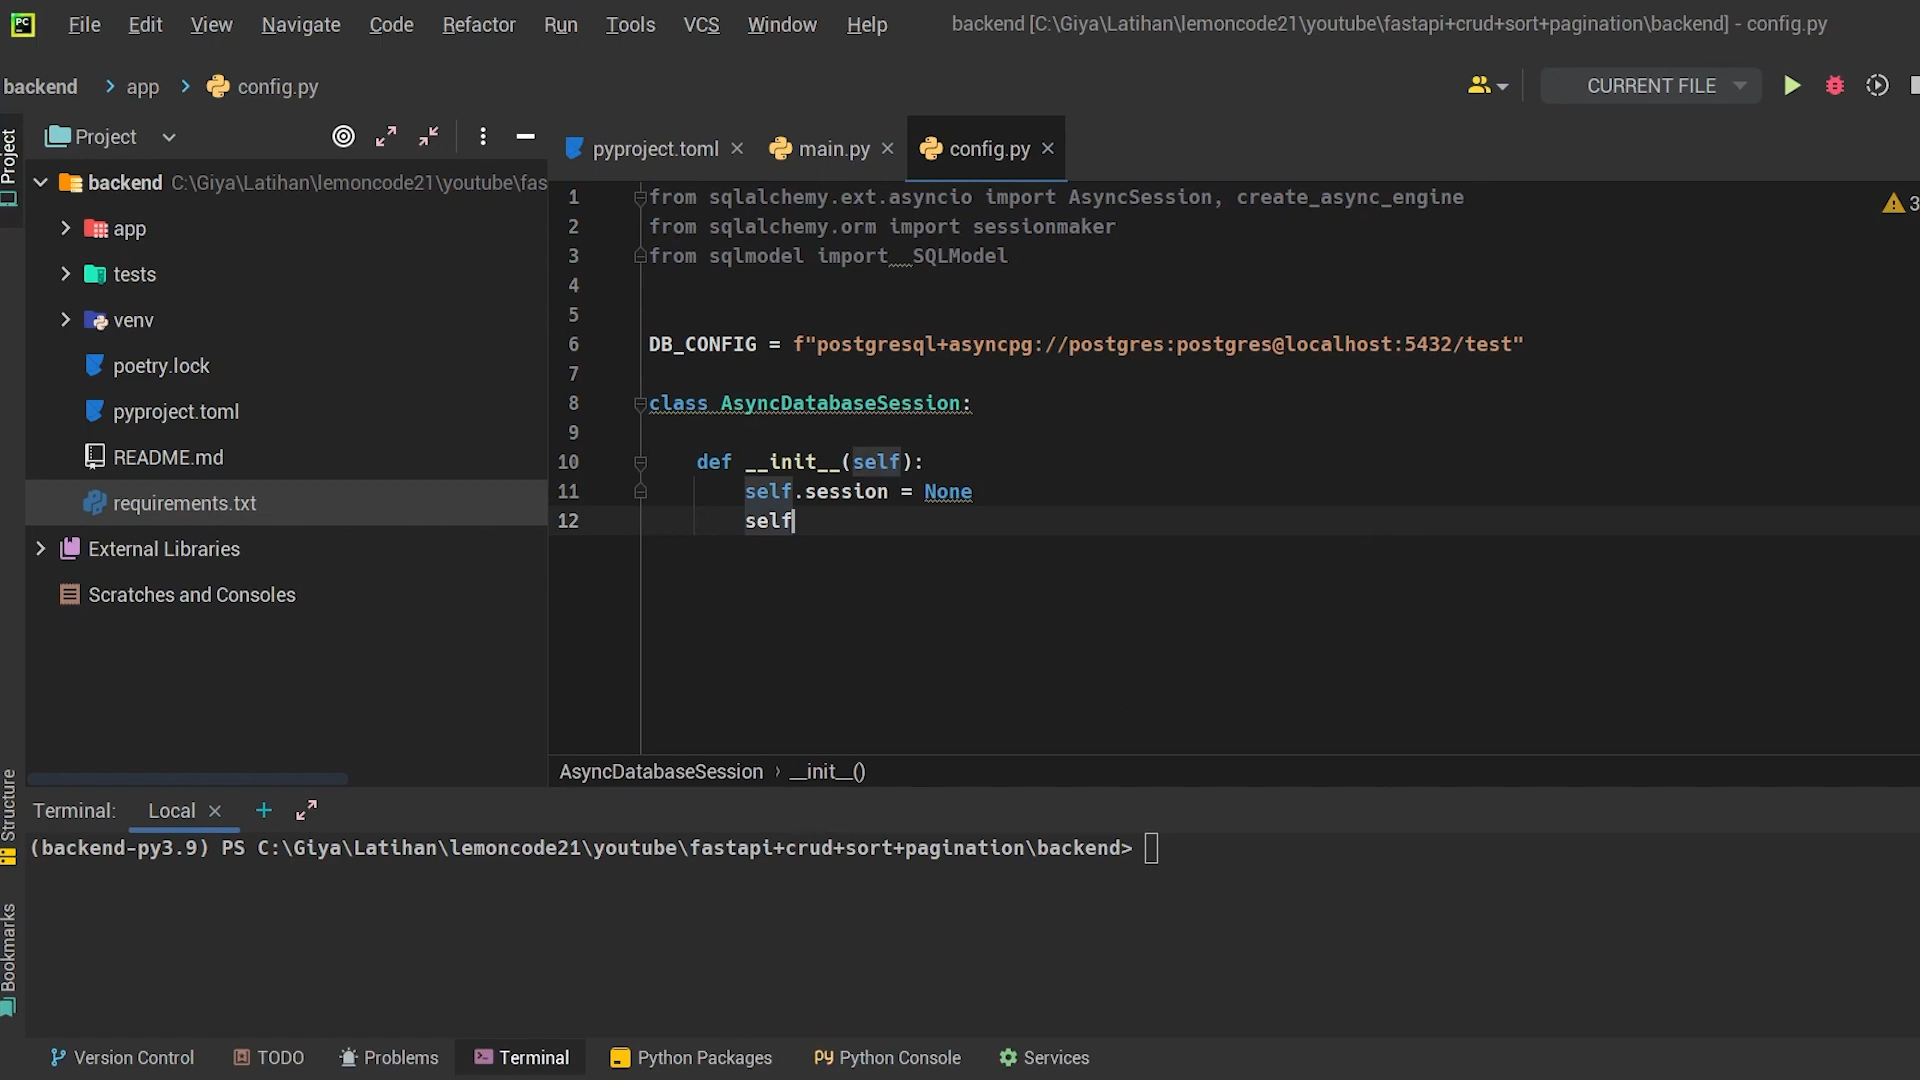 PC File Edit View Navigate Code Refactor Run Tools VCS Window Help backend [C:\Giya\Latihan\lemoncode21\youtube\fastapi+crud+sort+pagination\backend] - config.py
backend app config.py CURRENT FILE
Project
Project
pyproject.toml main.py config.py
backend C:\Giya\Latihan\lemoncode21\youtube\fas
app
tests
venv
poetry.lock
pyproject.toml
README.md
requirements.txt
External Libraries
Scratches and Consoles
1 from sqlalchemy.ext.asyncio import AsyncSession, create_async_engine
3
2 from sqlalchemy.orm import sessionmaker
3 from sqlmodel import  SQLModel
4
5
6 DB_CONFIG = f"postgresql+asyncpg://postgres:postgres@localhost:5432/test"
7
8 class AsyncDatabaseSession:
9
10 def __init__(self):
11 self.session = None
12 self
AsyncDatabaseSession › __init__()
Structure
Bookmarks
Terminal: Local
(backend-py3.9) PS C:\Giya\Latihan\lemoncode21\youtube\fastapi+crud+sort+pagination\backend>
Version Control TODO Problems Terminal Python Packages Python Console Services